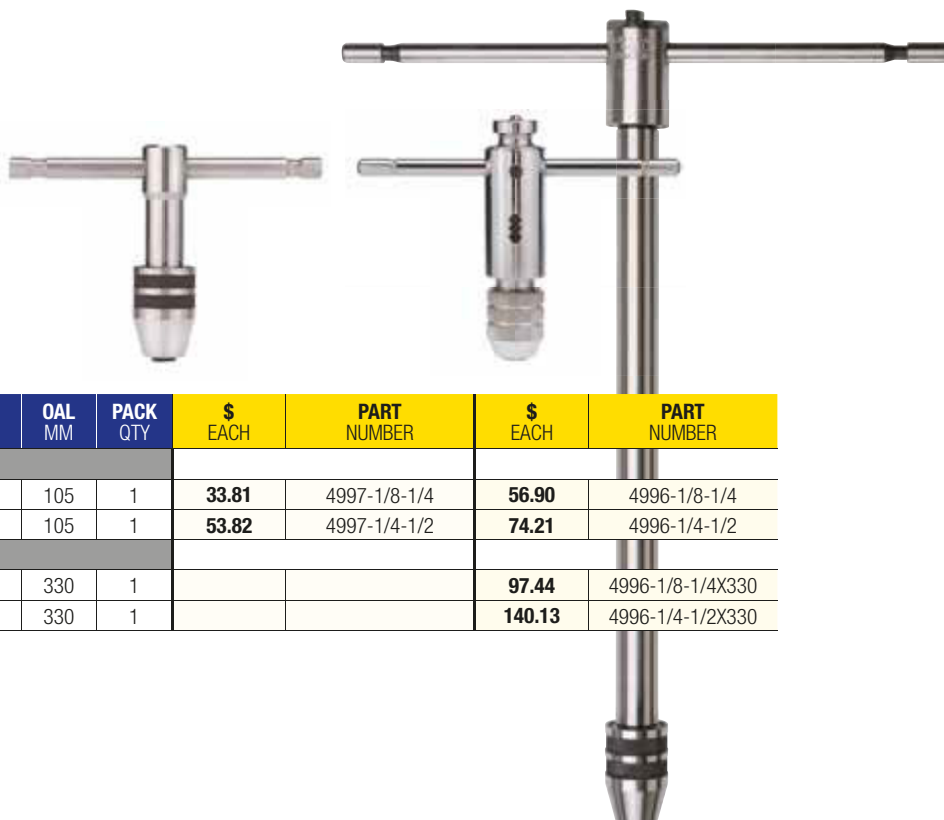 OAL PACK $ PART $ PART
MM QTY EACH NUMBER EACH NUMBER
105 1 33.81 4997-1/8-1/4 56.90 4996-1/8-1/4
105 1 53.82 4997-1/4-1/2 74.21 4996-1/4-1/2
330 1 97.44 4996-1/8-1/4X330
330 1 140.13 4996-1/4-1/2X330